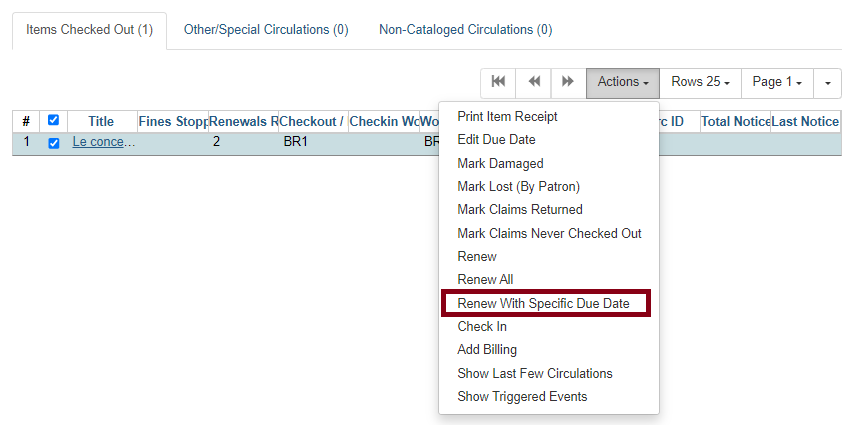 Items Checked Out (1) Other/Special Circulations (0) Non-Cataloged Circulations (0)
Actions Rows 25 Page 1
# Title Fines Stopp Renewals R Checkout / Checkin Wo Wo rc ID Total Notice Last Notice
1 Le conce... 2 BR1 BR
Print Item Receipt
Edit Due Date
Mark Damaged
Mark Lost (By Patron)
Mark Claims Returned
Mark Claims Never Checked Out
Renew
Renew All
Renew With Specific Due Date
Check In
Add Billing
Show Last Few Circulations
Show Triggered Events